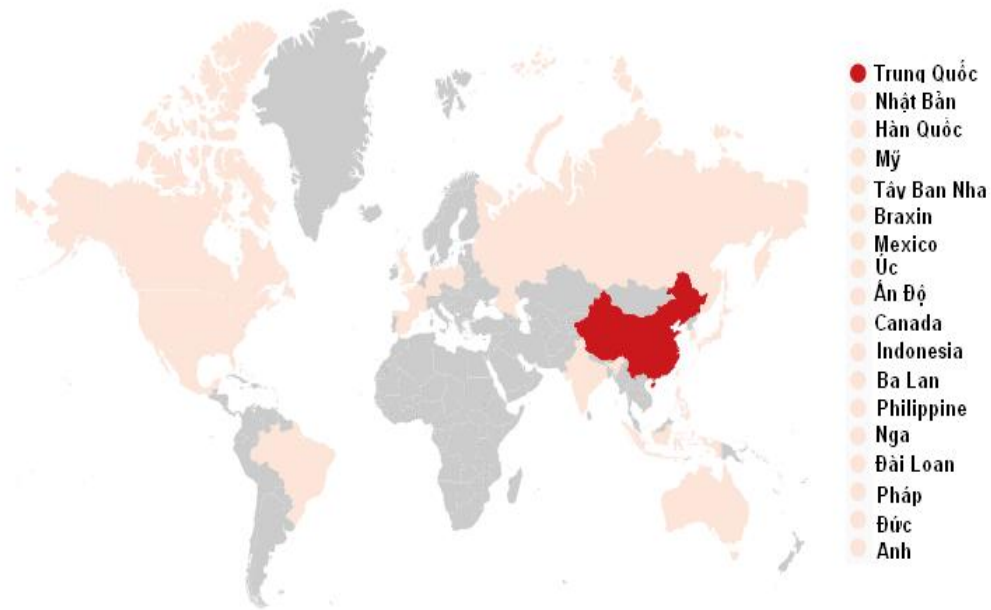 Trung Quốc
Nhật Bản
Hàn Quốc
Mỹ
Tây Ban Nha
Braxin
Mexico
Úc
Ấn Độ
Canada
Indonesia
Ba Lan
Philippine
Nga
Đài Loan
Pháp
Đức
Anh